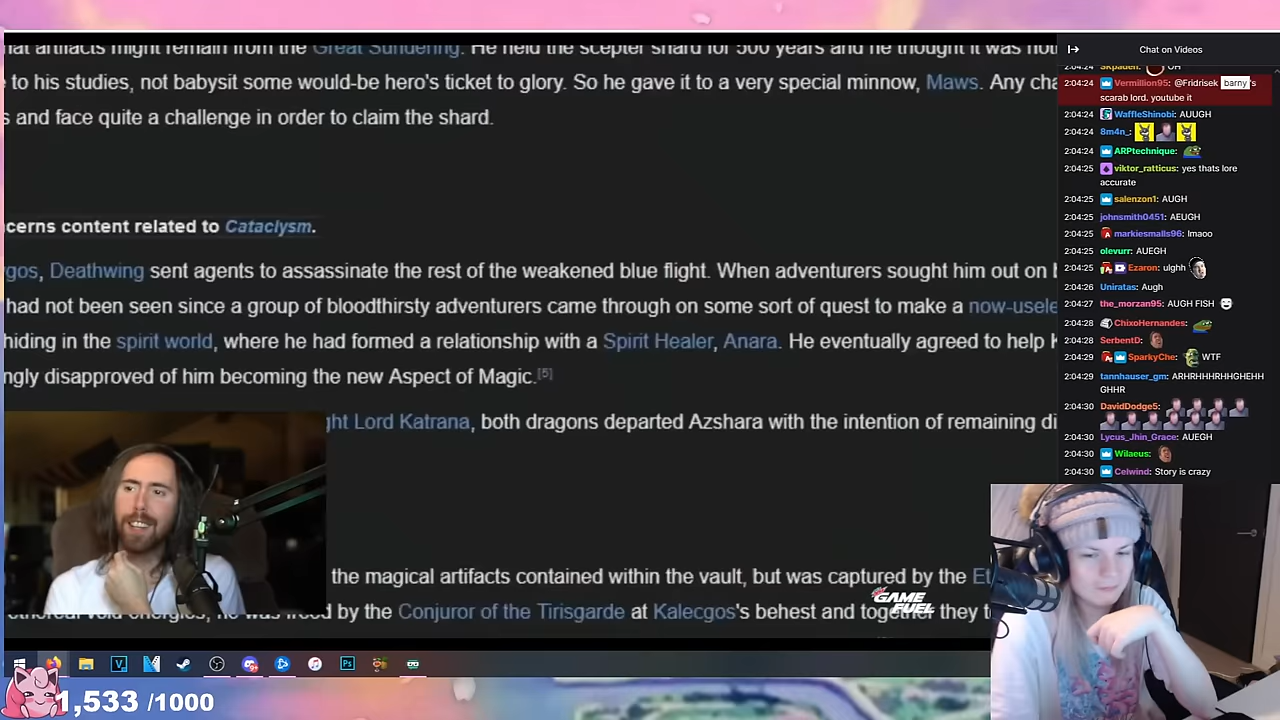 hat artifacts might remain from the Great Sundering. He held the scepter shard for 500 years and he thought it was
to his studies, not babysit some would-be hero's ticket to glory. So he gave it to a very special minnow, Maws. Any cha
s and face quite a challenge in order to claim the shard.
ncerns content related to Cataclysm.
ygos, Deathwing sent agents to assassinate the rest of the weakened blue flight. When adventurers sought him out on
had not been seen since a group of bloodthirsty adventurers came through on some sort of quest to make a now-usele
hiding in the spirit world, where he had formed a relationship with a Spirit Healer, Anara. He eventually agreed to help K
ngly disapproved of him becoming the new Aspect of Magic.[5]
ght Lord Katrana, both dragons departed Azshara with the intention of remaining di
the magical artifacts contained within the vault, but was captured by the Et
energies, he was freed by the Conjuror of the Tirisgarde at Kalecgos's behest and together they
GAME
FUEL
1,533 /1000
Chat on Videos
2:04:24 Vermillion95: @Fridrisek barny's
scarab lord. youtube it
2:04:24 WaffleShinobi: AUUGH
2:04:24 8m4n_:
2:04:24 ARPtechnique:
2:04:25 viktor_ratticus: yes thats lore
accurate
2:04:25 salenzon1: AUGH
2:04:25 johnsmith0451: AEUGH
2:04:25 markiesmalls96: lmaoo
2:04:25 olevurr: AUEGH
2:04:25 Ezaron: ulghh
2:04:26 Uniratas: Augh
2:04:27 the_morzan95: AUGH FISH
2:04:28 ChixoHernandes:
2:04:28 SerbentD:
2:04:29 SparkyChe: WTF
2:04:29 tannhauser_gm: ARHRHHHRHHGHEHH
GHHR
2:04:30 DavidDodge5:
2:04:30 Lycus_Jhin_Grace: AUEGH
2:04:30 Wilaeus:
2:04:30 Celwind: Story is crazy